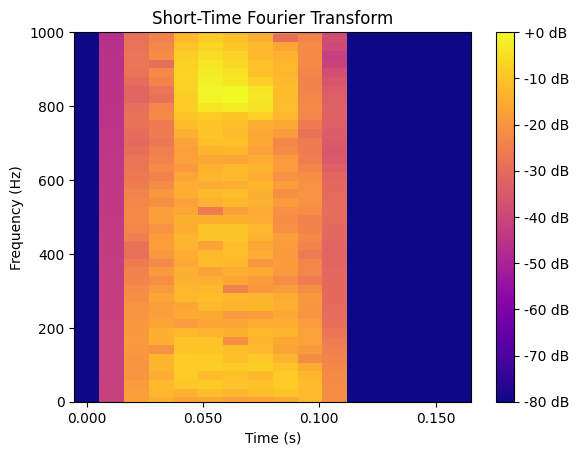 Short-Time Fourier Transform
1000
800
600
400
200
0
Frequency (Hz)
0.000
0.050
0.100
0.150
Time (s)
+0 dB
-10 dB
-20 dB
-30 dB
-40 dB
-50 dB
-60 dB
-70 dB
-80 dB